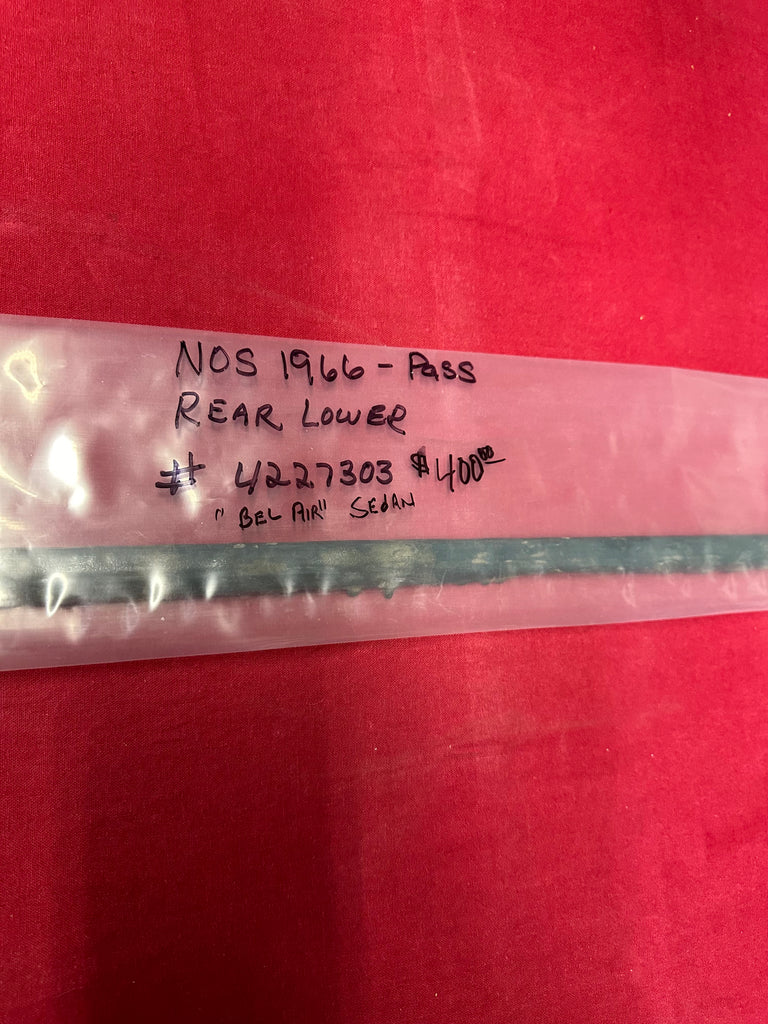 NOS 1966 - Pass
REAR LOWER
# 4227303 $400.00
"BEL AIR" SEDAN